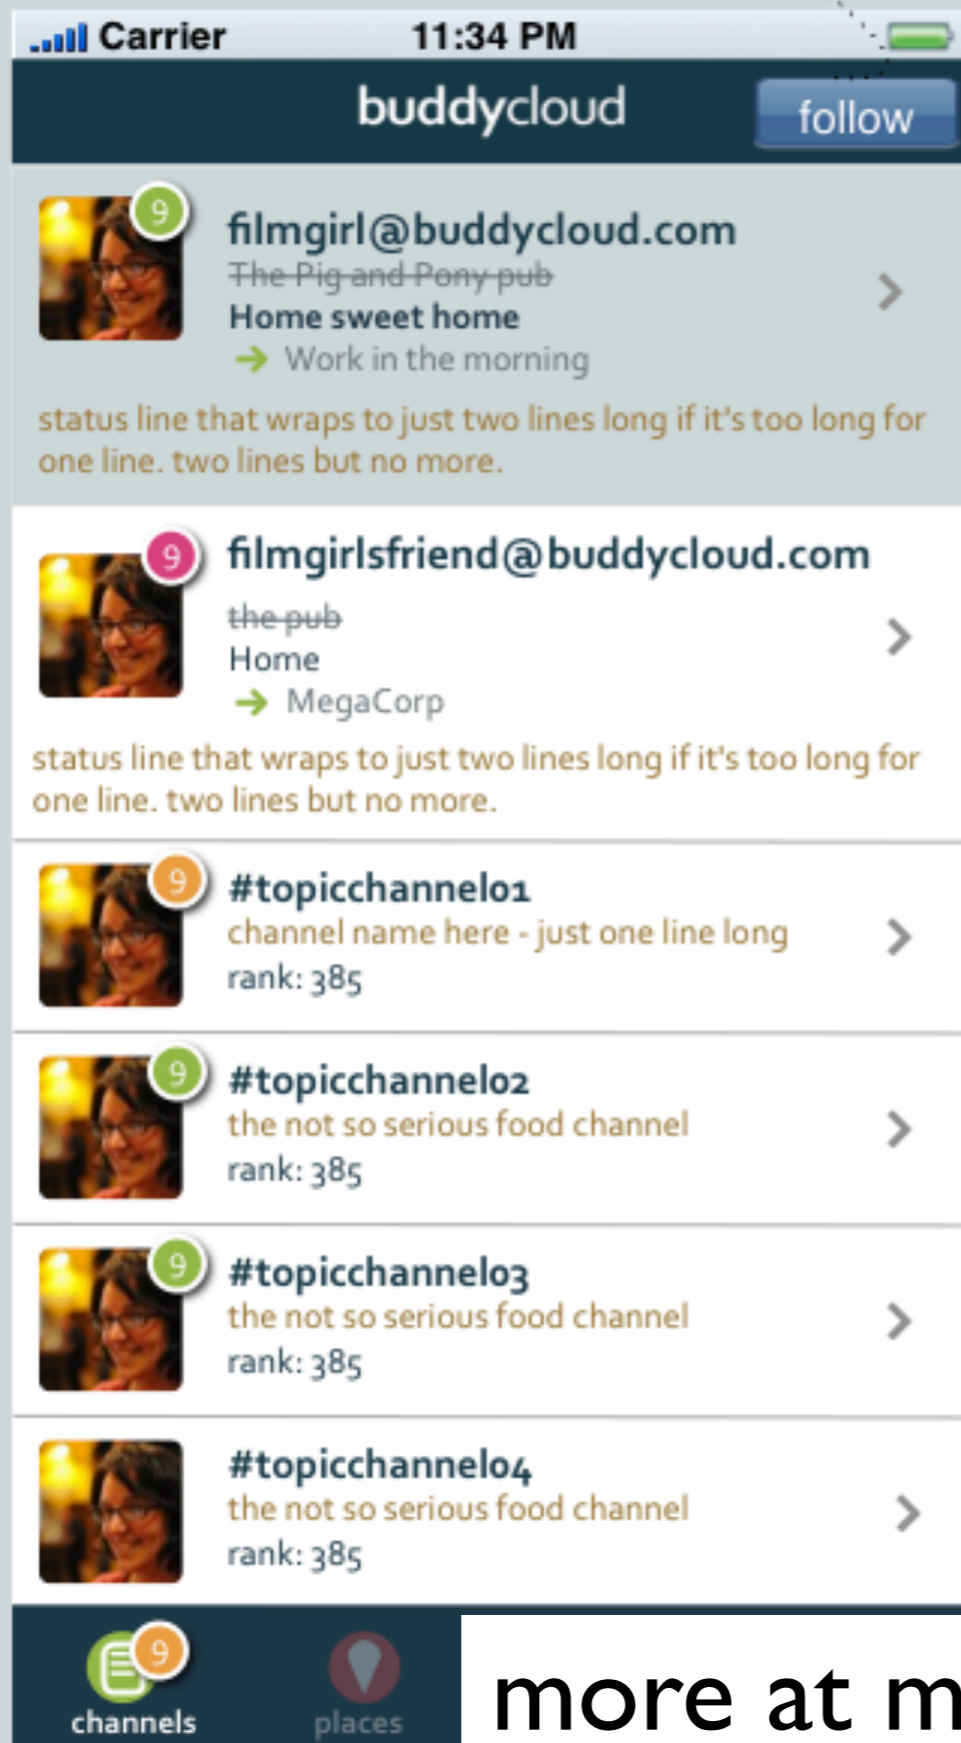 Carrier 11:34 PM
buddycloud follow
9
filmgirl@buddycloud.com
The Pig and Pony pub
Home sweet home
→ Work in the morning
status line that wraps to just two lines long if it's too long for
one line. two lines but no more.
9
filmgirlsfriend@buddycloud.com
the pub
Home
→ MegaCorp
status line that wraps to just two lines long if it's too long for
one line. two lines but no more.
9
#topicchannel01
channel name here - just one line long
rank: 385
9
#topicchannel02
the not so serious food channel
rank: 385
9
#topicchannel03
the not so serious food channel
rank: 385
#topicchannel04
the not so serious food channel
rank: 385
9
channels places
more at m